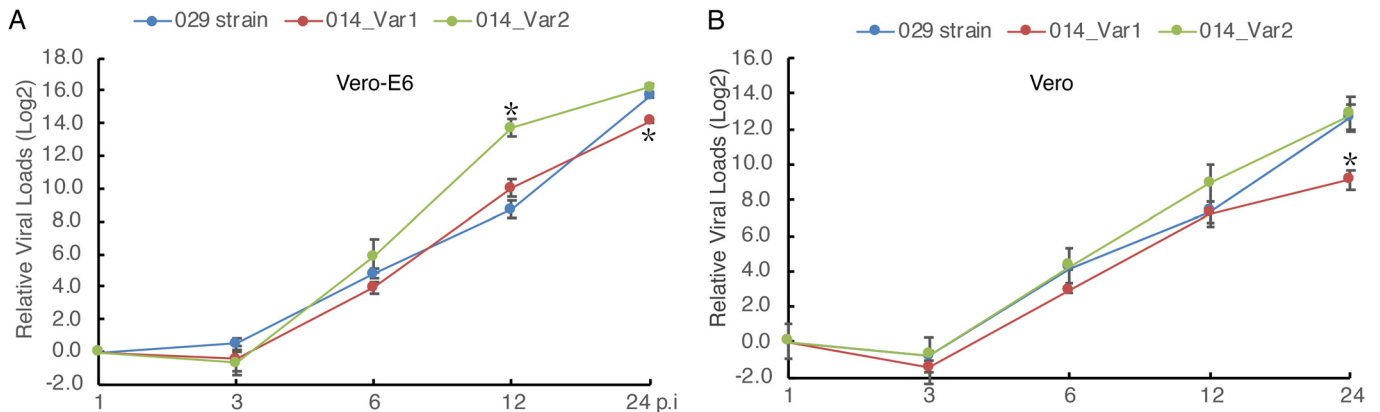 A
029 strain 014_Var1 014_Var2
Relative Viral Loads (Log2)
18.0
16.0
14.0
12.0
10.0
8.0
6.0
4.0
2.0
0.0
-2.0
Vero-E6
*
*
1 3 6 12 24 p.i
B
029 strain 014_Var1 014_Var2
Relative Viral Loads (Log2)
16.0
14.0
12.0
10.0
8.0
6.0
4.0
2.0
0.0
-2.0
Vero
*
1 3 6 12 24